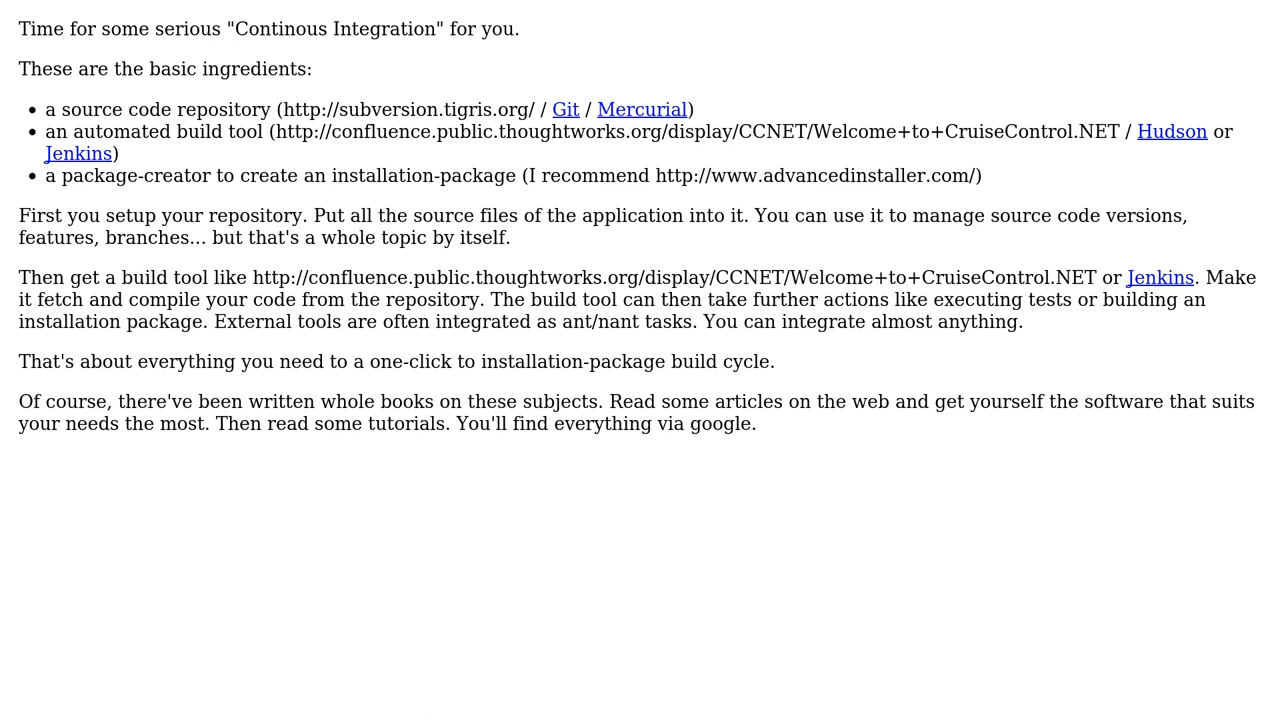 Time for some serious "Continous Integration" for you.
These are the basic ingredients:
• a source code repository (http://subversion.tigris.org/ / Git / Mercurial)
• an automated build tool (http://confluence.public.thoughtworks.org/display/CCNET/Welcome+to+CruiseControl.NET / Hudson or
Jenkins)
• a package-creator to create an installation-package (I recommend http://www.advancedinstaller.com/)
First you setup your repository. Put all the source files of the application into it. You can use it to manage source code versions,
features, branches... but that's a whole topic by itself.
Then get a build tool like http://confluence.public.thoughtworks.org/display/CCNET/Welcome+to+CruiseControl.NET or Jenkins. Make
it fetch and compile your code from the repository. The build tool can then take further actions like executing tests or building an
installation package. External tools are often integrated as ant/nant tasks. You can integrate almost anything.
That's about everything you need to a one-click to installation-package build cycle.
Of course, there've been written whole books on these subjects. Read some articles on the web and get yourself the software that suits
your needs the most. Then read some tutorials. You'll find everything via google.